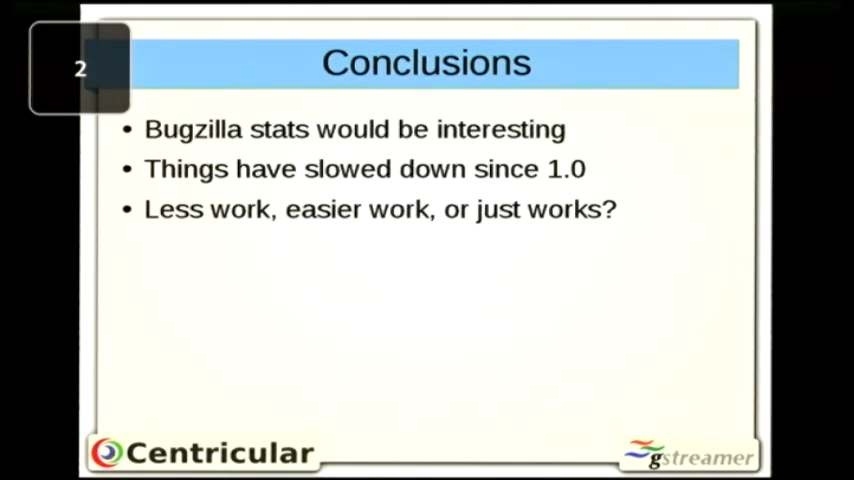 2
Conclusions
• Bugzilla stats would be interesting
• Things have slowed down since 1.0
• Less work, easier work, or just works?
Centricular
gstreamer